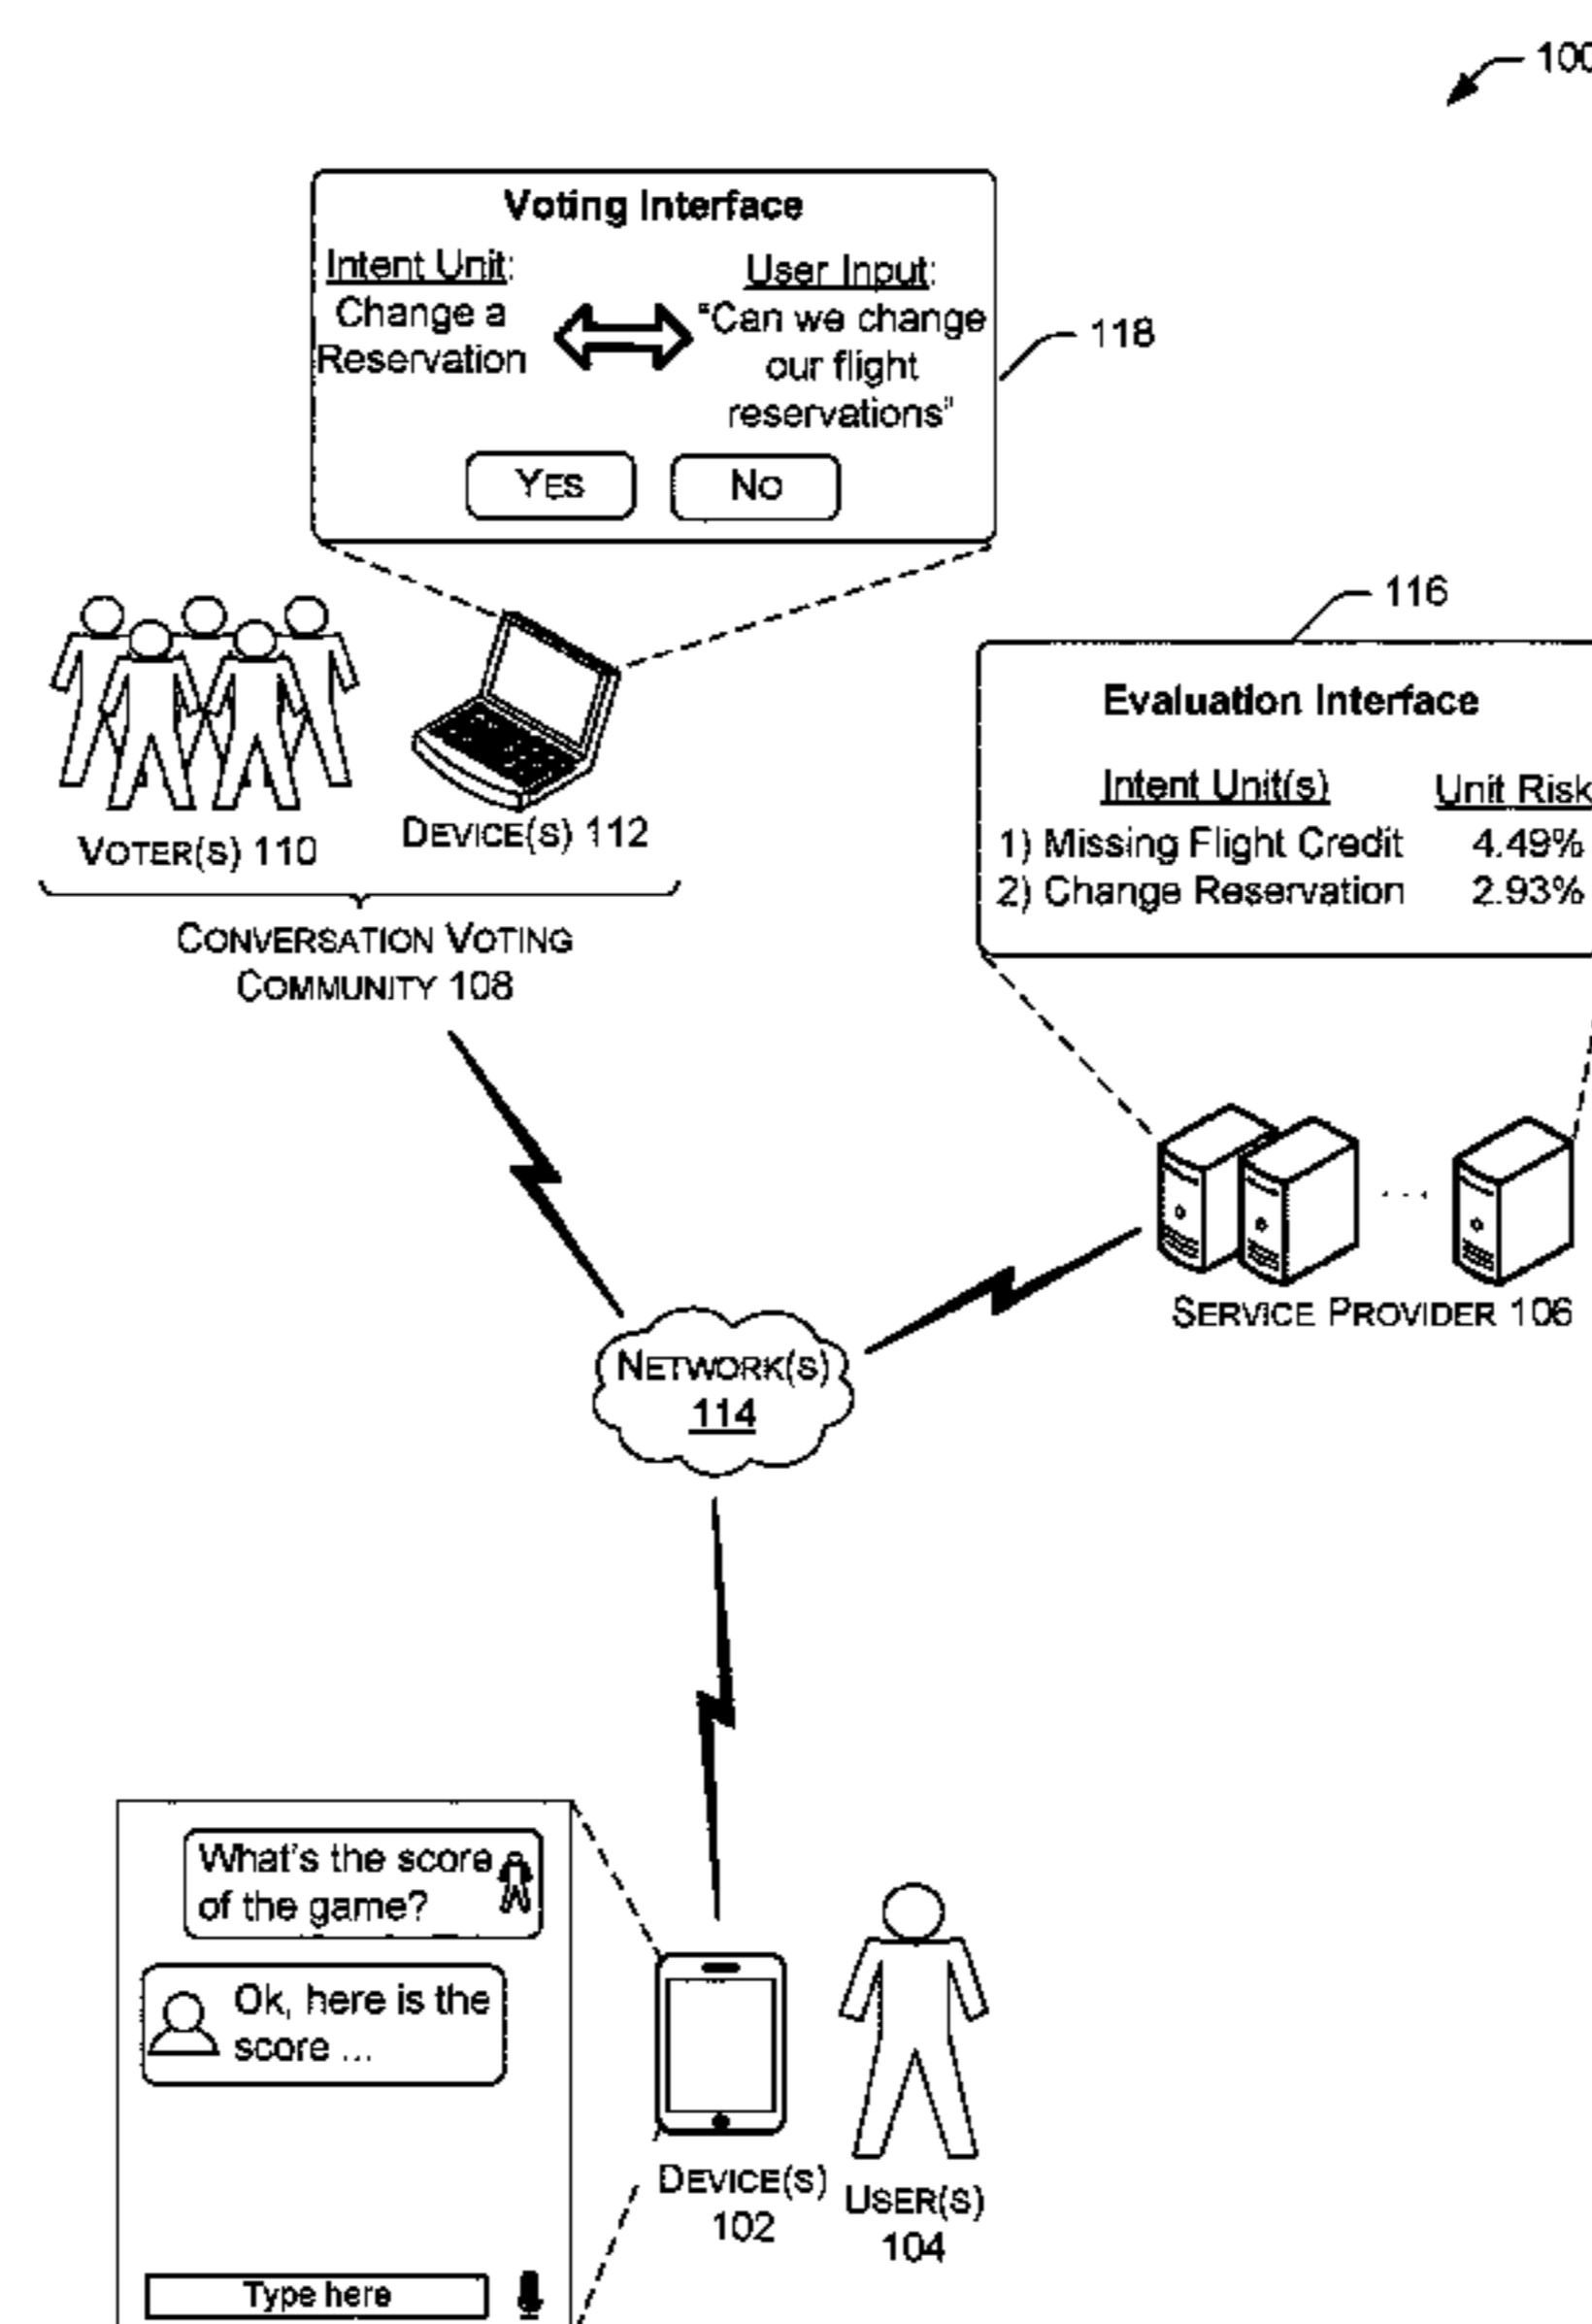 100
Voting Interface
Intent Unit:
Change a
Reservation
User Input:
"Can we change
our flight
reservations"
YES
NO
118
116
Evaluation Interface
Intent Unit(s)
Unit Risk
1) Missing Flight Credit 4.49%
2) Change Reservation 2.93%
VOTER(S) 110
DEVICE(S) 112
CONVERSATION VOTING
COMMUNITY 108
SERVICE PROVIDER 106
NETWORK(S)
114
What's the score
of the game?
Ok, here is the
score ...
Type here
DEVICE(S)
102
USER(S)
104